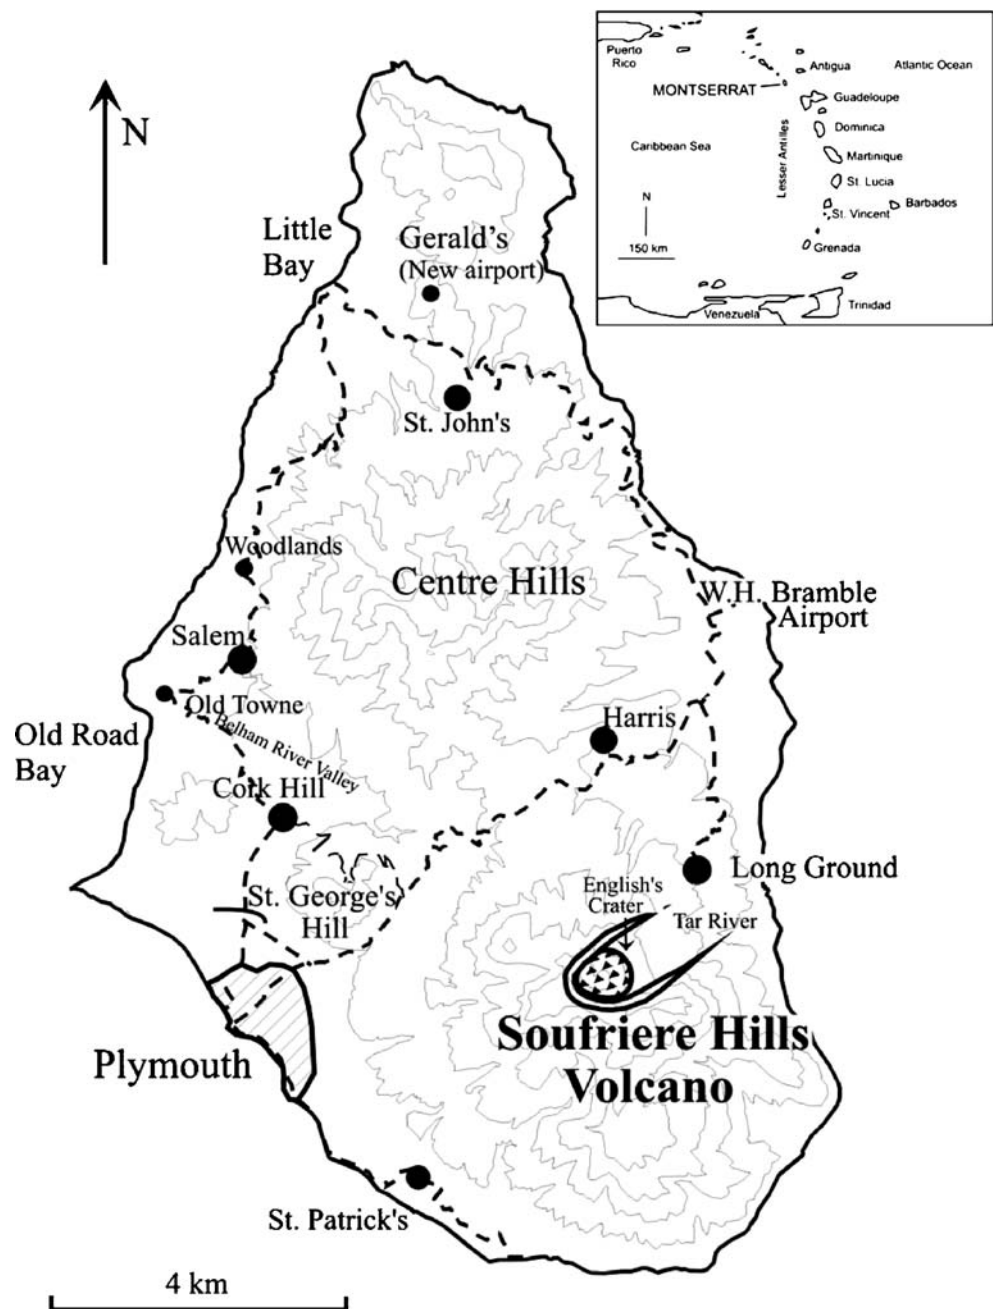 N
Little
Bay
Gerald's
(New airport)
St. John's
Woodlands
Centre Hills
W.H. Bramble
Airport
Salem
Old Towne
Old Road
Bay
Belham River Valley
Harris
Cork Hill
Long Ground
English's
Crater
Tar River
St. George's
Hill
Soufriere Hills
Volcano
Plymouth
St. Patrick's
4 km
Puerto
Rico
Antigua
Atlantic Ocean
MONTSERRAT
Guadeloupe
Dominica
Caribbean Sea
Lesser Antilles
Martinique
St. Lucia
N
Barbados
St. Vincent
150 km
Grenada
Venezuela
Trinidad